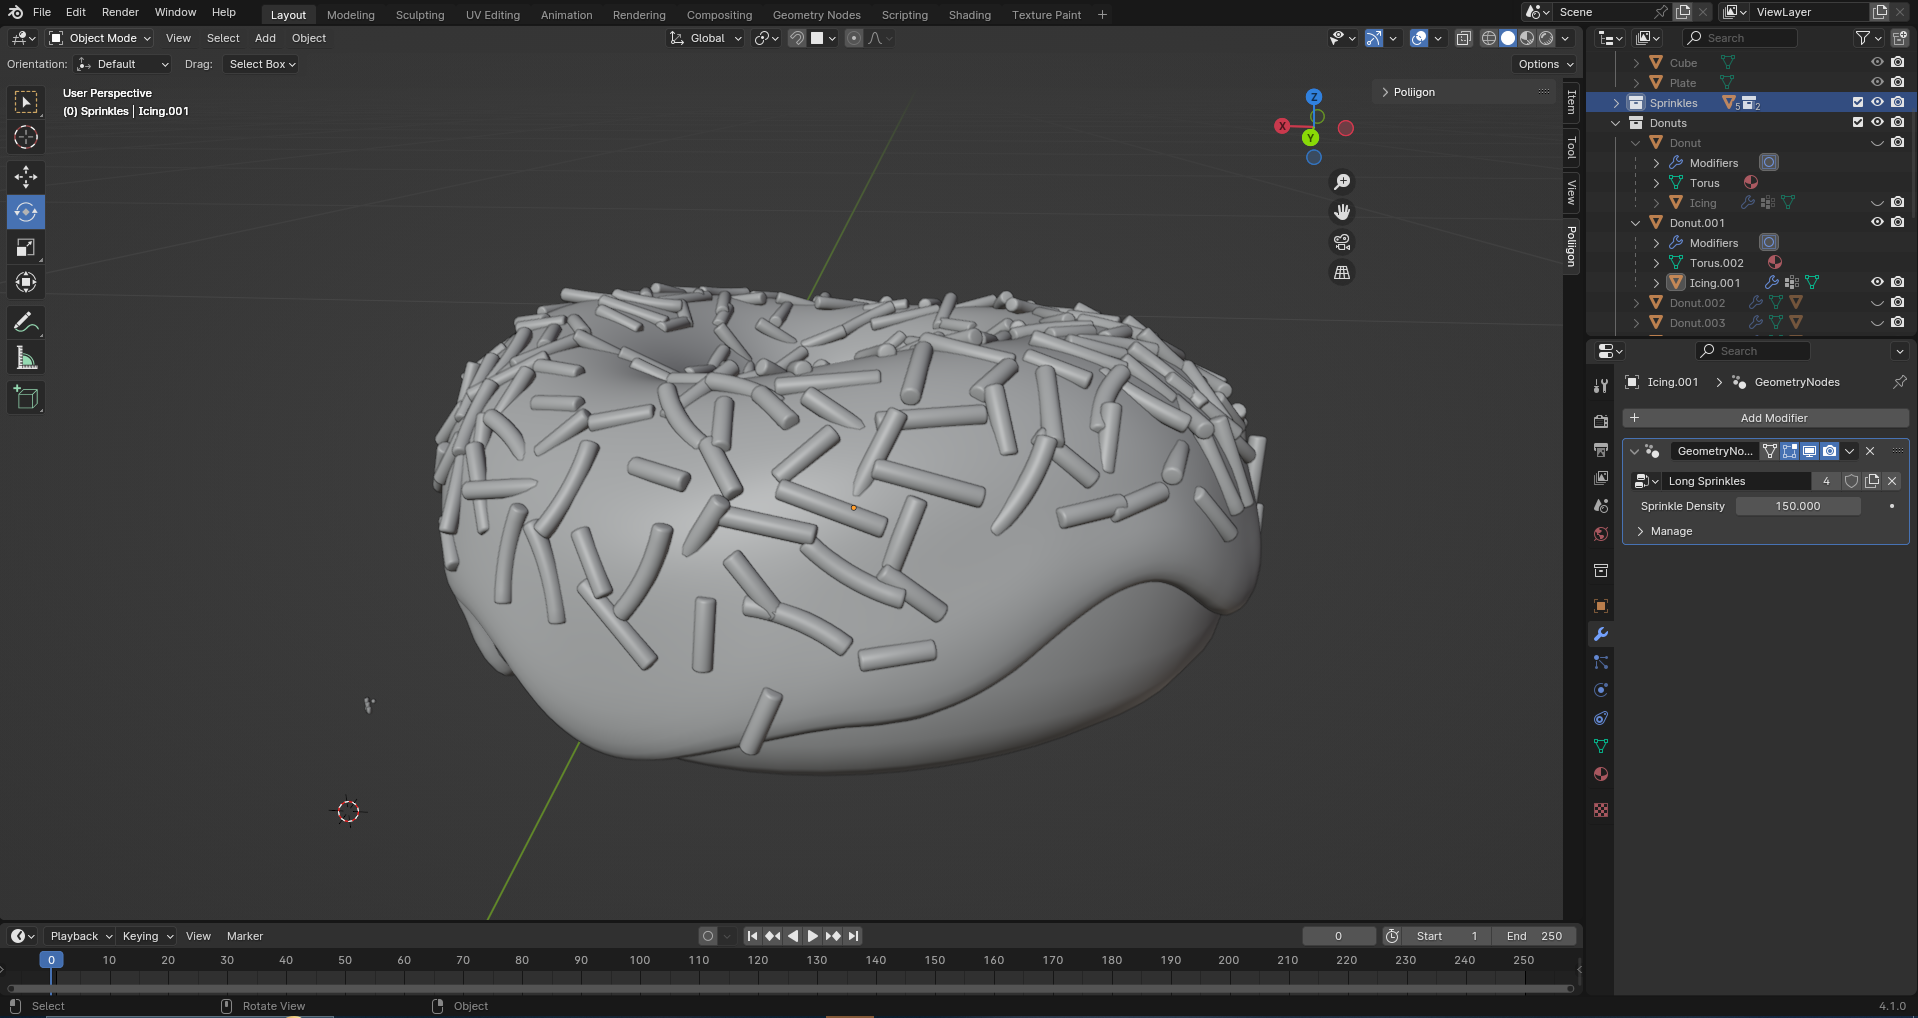 File Edit Render Window Help Layout Modeling Sculpting UV Editing Animation Rendering Compositing Geometry Nodes Scripting Shading Texture Paint + Scene ViewLayer
Object Mode View Select Add Object Global Search
Orientation: Default Drag: Select Box Options
User Perspective
(0) Sprinkles | Icing.001
Poliigon
Z
X
Y
Item
Tool
View
Poliigon
Cube
Plate
Sprinkles 5 2
Donuts
Donut
Modifiers
Torus
Icing
Donut.001
Modifiers
Torus.002
Icing.001
Donut.002
Donut.003
Search
Icing.001 > GeometryNodes
+ Add Modifier
GeometryNo...
Long Sprinkles 4
Sprinkle Density 150.000
Manage
Playback Keying View Marker 0 Start 1 End 250
0 10 20 30 40 50 60 70 80 90 100 110 120 130 140 150 160 170 180 190 200 210 220 230 240 250
Select Rotate View Object 4.1.0